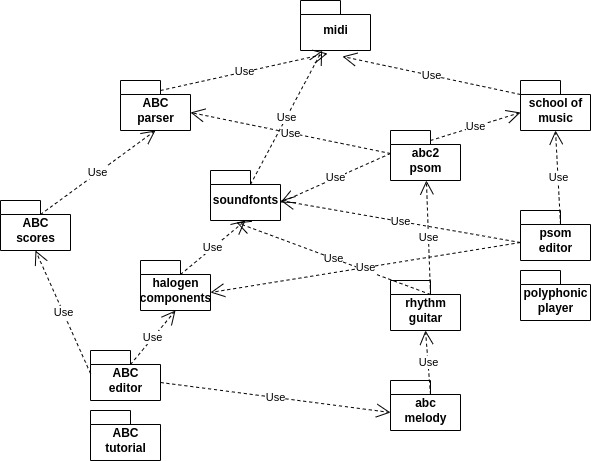 midi
Use
Use
ABC
parser
school of
music
Use
Use
Use
abc2
psom
Use
Use
Use
soundfonts
ABC
scores
Use
Use
Use
psom
editor
Use
Use
halogen
components
polyphonic
player
rhythm
guitar
Use
Use
Use
ABC
editor
Use
abc
melody
ABC
tutorial